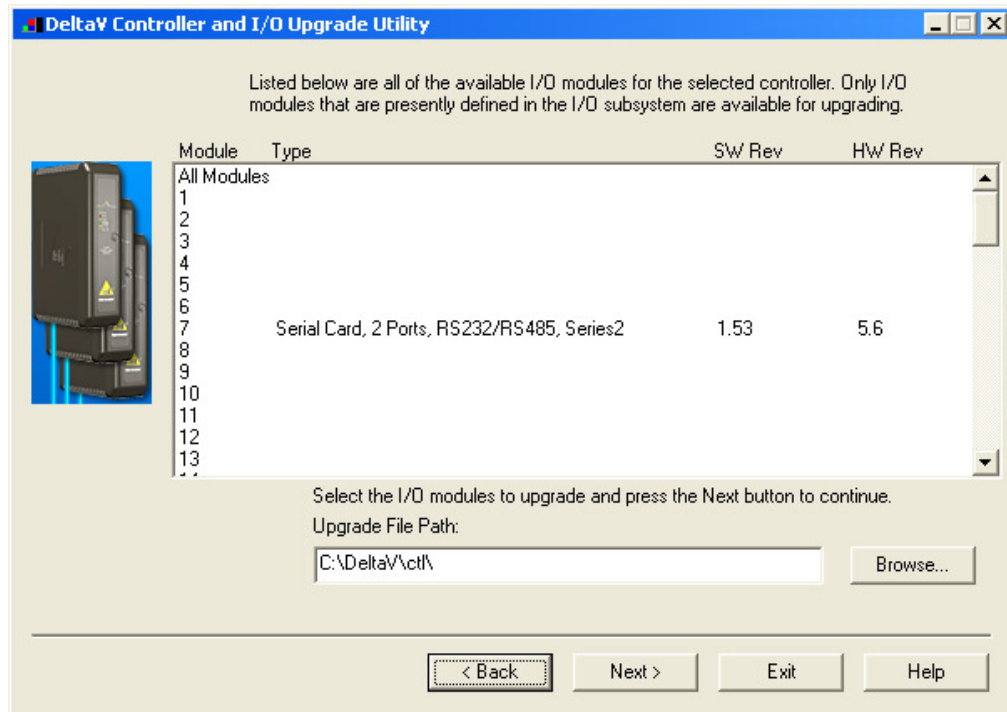 DeltaV Controller and I/O Upgrade Utility
Listed below are all of the available I/O modules for the selected controller. Only I/O
modules that are presently defined in the I/O subsystem are available for upgrading.
Module Type SW Rev HW Rev
All Modules
1
2
3
4
5
6
7 Serial Card, 2 Ports, RS232/RS485, Series2 1.53 5.6
8
9
10
11
12
13
Select the I/O modules to upgrade and press the Next button to continue.
Upgrade File Path:
C:\DeltaV\ctl\
Browse...
< Back Next > Exit Help